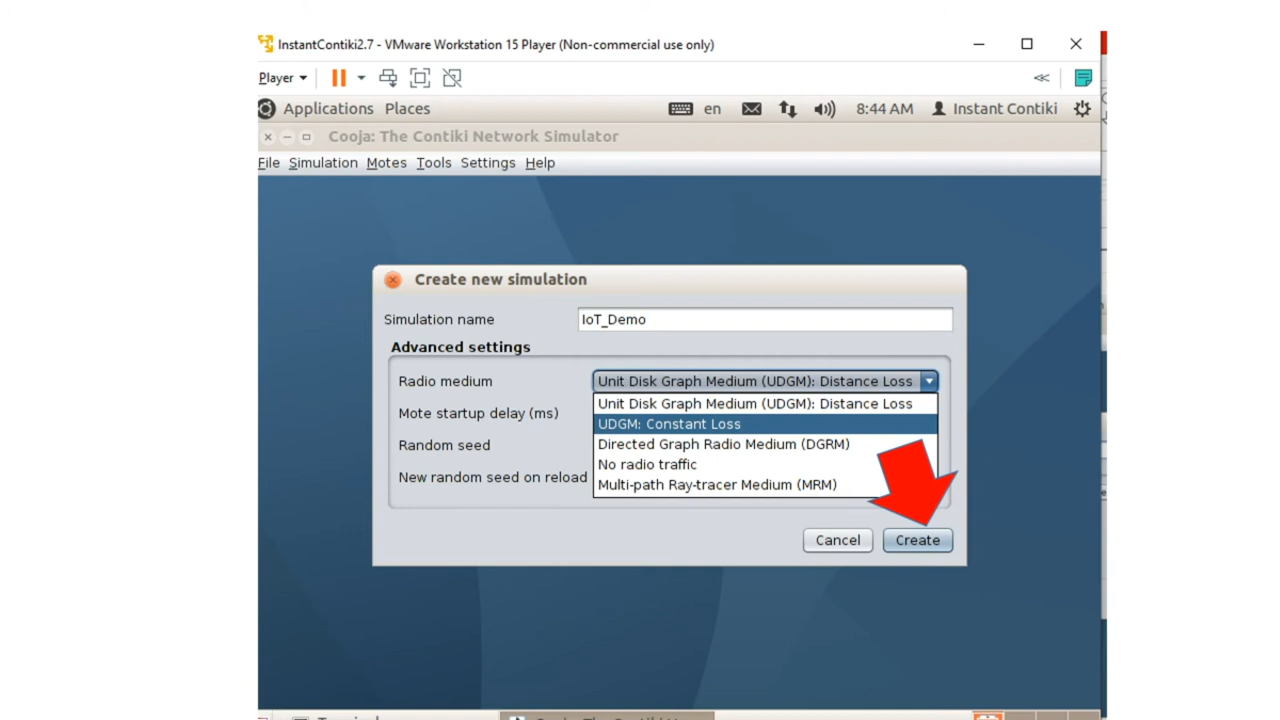 InstantContiki2.7 - VMware Workstation 15 Player (Non-commercial use only)
Player
Applications Places en 8:44 AM Instant Contiki
Cooja: The Contiki Network Simulator
File Simulation Motes Tools Settings Help
Create new simulation
Simulation name IoT_Demo
Advanced settings
Radio medium Unit Disk Graph Medium (UDGM): Distance Loss
Unit Disk Graph Medium (UDGM): Distance Loss
Mote startup delay (ms)
UDGM: Constant Loss
Random seed Directed Graph Radio Medium (DGRM)
No radio traffic
New random seed on reload
Multi-path Ray-tracer Medium (MRM)
Cancel Create